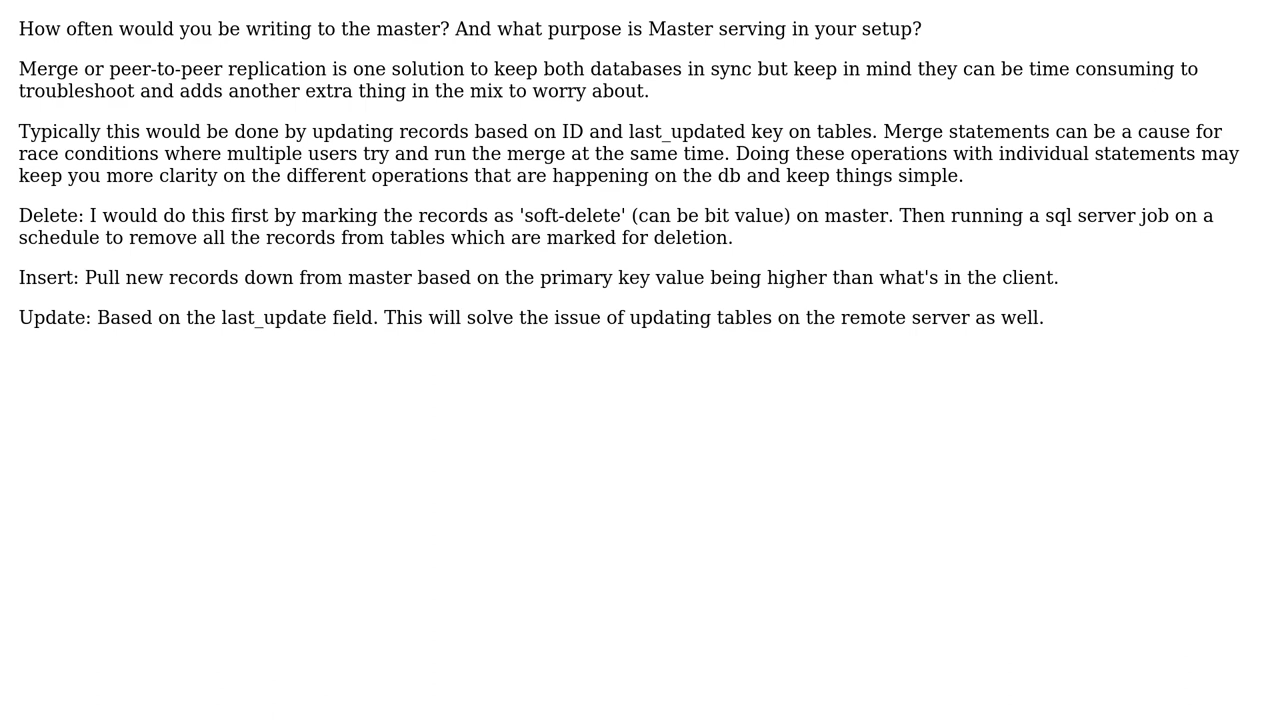 How often would you be writing to the master? And what purpose is Master serving in your setup?
Merge or peer-to-peer replication is one solution to keep both databases in sync but keep in mind they can be time consuming to
troubleshoot and adds another extra thing in the mix to worry about.
Typically this would be done by updating records based on ID and last_updated key on tables. Merge statements can be a cause for
race conditions where multiple users try and run the merge at the same time. Doing these operations with individual statements may
keep you more clarity on the different operations that are happening on the db and keep things simple.
Delete: I would do this first by marking the records as 'soft-delete' (can be bit value) on master. Then running a sql server job on a
schedule to remove all the records from tables which are marked for deletion.
Insert: Pull new records down from master based on the primary key value being higher than what's in the client.
Update: Based on the last_update field. This will solve the issue of updating tables on the remote server as well.